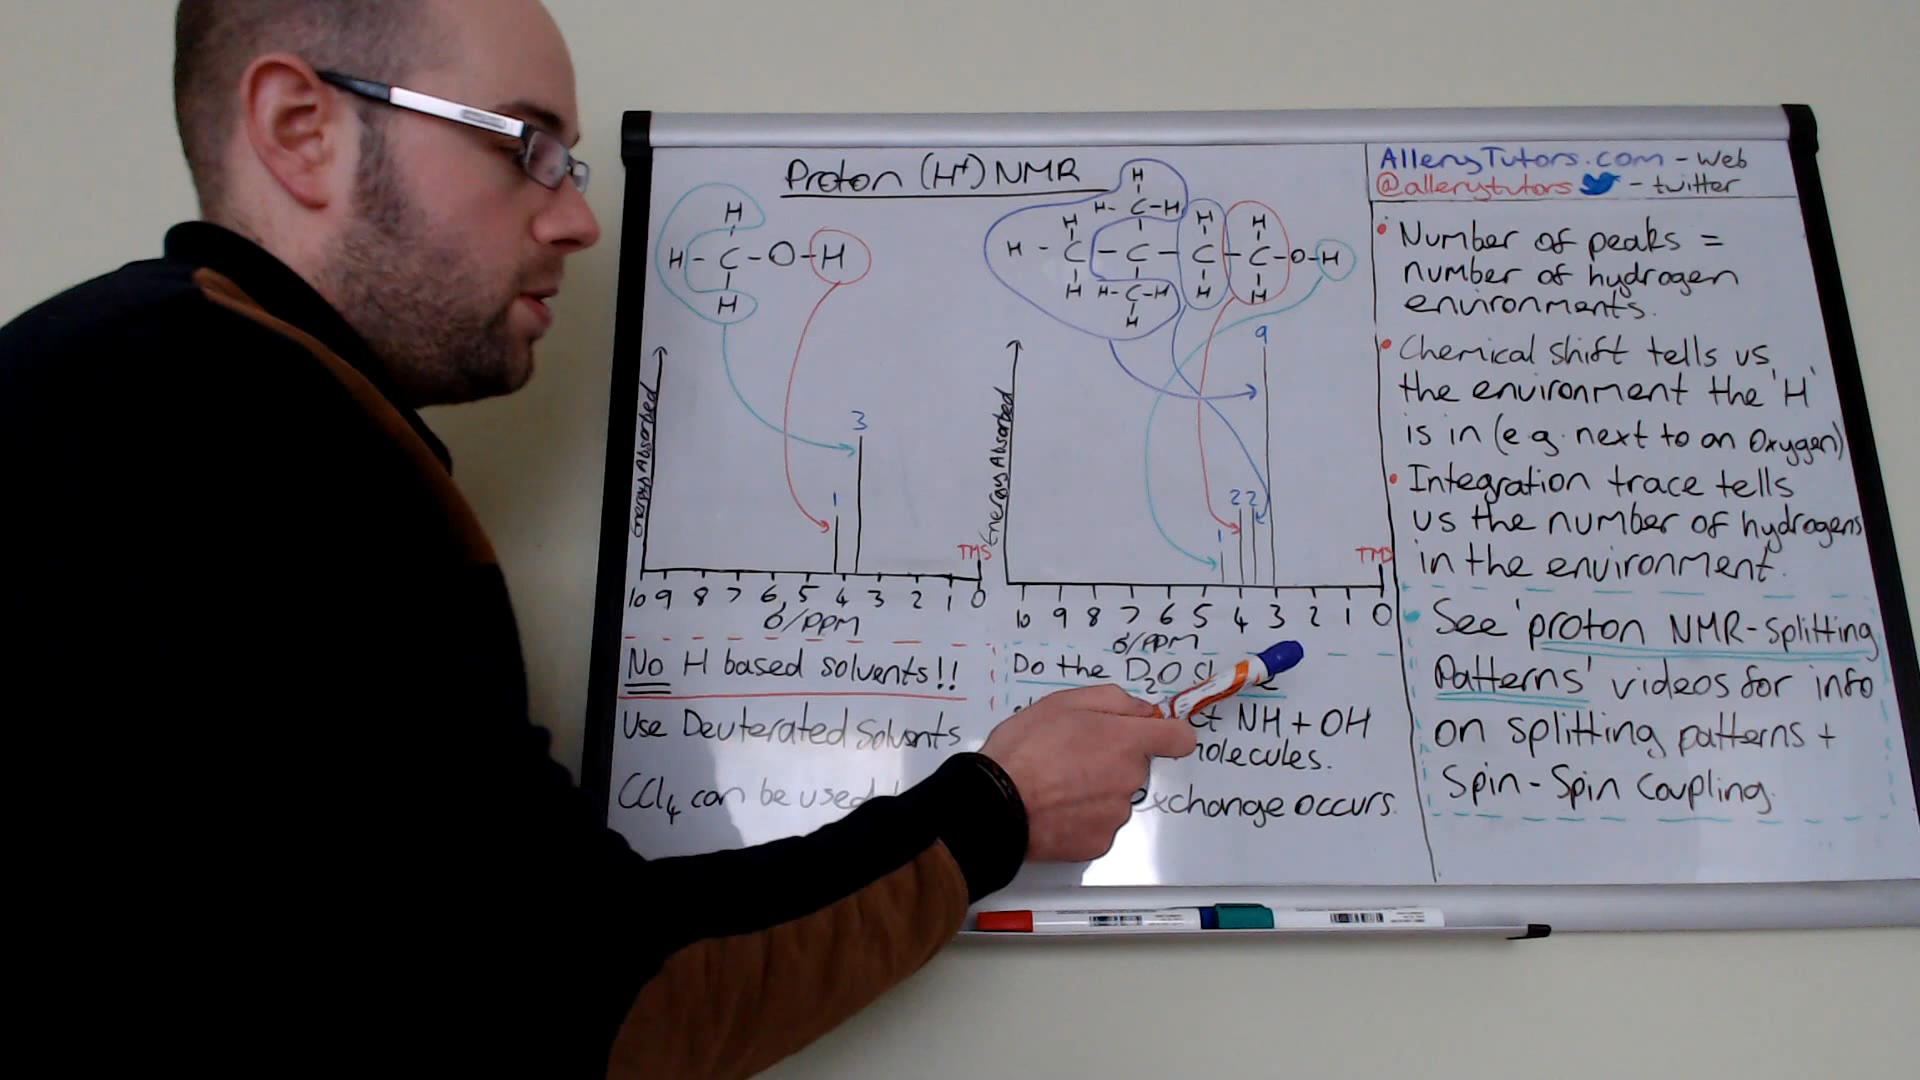 Proton (H⁺) NMR
AlleryTutors.com - Web
@allerytutors - twitter
H
H - C - O - H
H
H
H - C - H
H H H
H - C - C - C - C - O - H
H H - C - H H H
H
Energy Absorbed
1
3
TMS
10 9 8 7 6 5 4 3 2 1 0
δ/ppm
Energy Absorbed
1
2 2
9
TMS
10 9 8 7 6 5 4 3 2 1 0
δ/ppm
No H based solvents!!
Use Deuterated Solvents
CCl₄ can be used
Do the D₂O
NH + OH
exchange occurs.
• Number of peaks =
number of hydrogen
environments.
• Chemical shift tells us
the environment the 'H'
is in (e.g. next to an Oxygen)
• Integration trace tells
us the number of hydrogens
in the environment.
• See 'proton NMR-Splitting
Patterns' videos for info
on splitting patterns +
Spin-Spin Coupling.